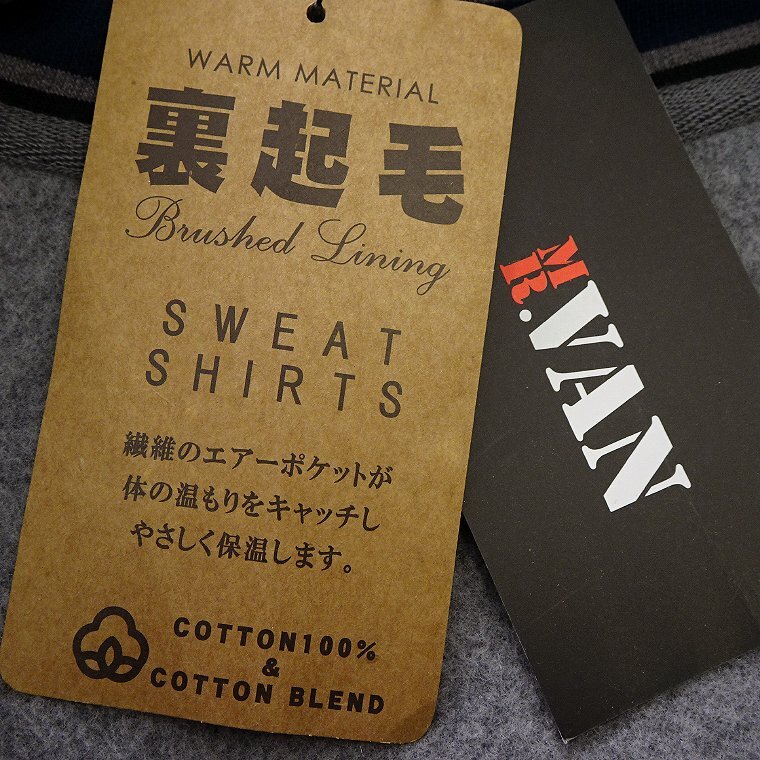 WARM MATERIAL
裏起毛
Brushed Lining
SWEAT
SHIRTS
繊維のエアーポケットが
体の温もりをキャッチし
やさしく保温します。
COTTON100%
&
COTTON BLEND
MR.VAN